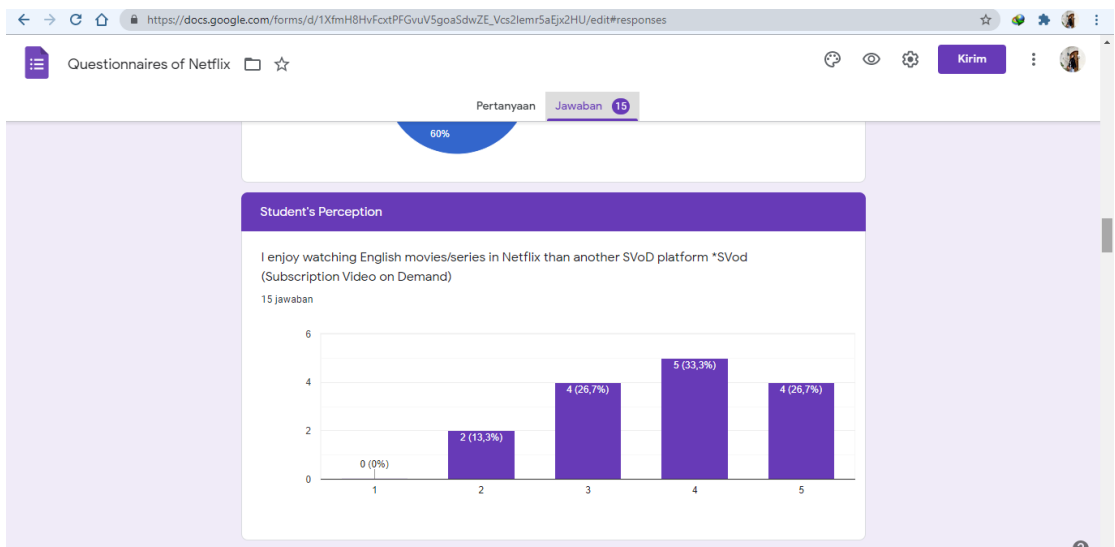 https://docs.google.com/forms/d/1XfmH8HvFcxtPFGvuV5goaSdwZE_Vcs2lemr5aEjx2HU/edit#responses
Questionnaires of Netflix
Kirim
Pertanyaan Jawaban 15
60%
Student's Perception
I enjoy watching English movies/series in Netflix than another SVoD platform *SVod
(Subscription Video on Demand)
15 jawaban
6
4
2
0
0 (0%)
2 (13,3%)
4 (26,7%)
5 (33,3%)
4 (26,7%)
1 2 3 4 5